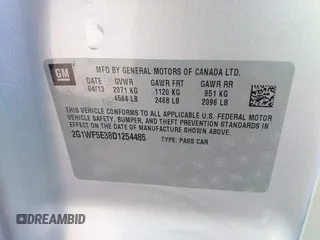 GM
MFD BY GENERAL MOTORS OF CANADA LTD.
DATE GVWR GAWR FRT GAWR RR
04/13 2071 KG 1120 KG 951 KG
4564 LB 2468 LB 2096 LB
THIS VEHICLE CONFORMS TO ALL APPLICABLE U.S. FEDERAL MOTOR
VEHICLE SAFETY, BUMPER, AND THEFT PREVENTION STANDARDS
IN EFFECT ON THE DATE OF MANUFACTURE SHOWN ABOVE.
2G1WF5E38D1254485 TYPE: PASS CAR
DREAMBID